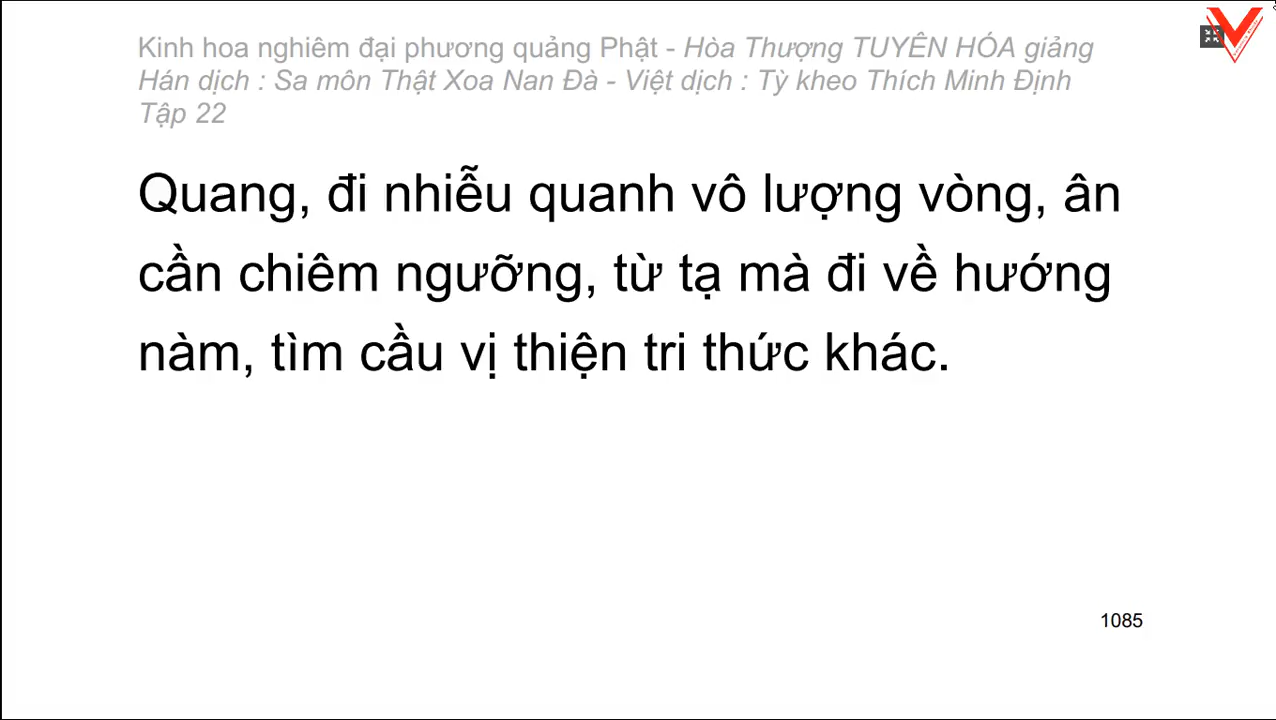 Kinh hoa nghiêm đại phương quảng Phật - Hòa Thượng TUYÊN HÓA giảng
Hán dịch : Sa môn Thật Xoa Nan Đà - Việt dịch : Tỳ kheo Thích Minh Định
Tập 22
Quang, đi nhiễu quanh vô lượng vòng, ân
cần chiêm ngưỡng, từ tạ mà đi về hướng
nàm, tìm cầu vị thiện tri thức khác.
1085